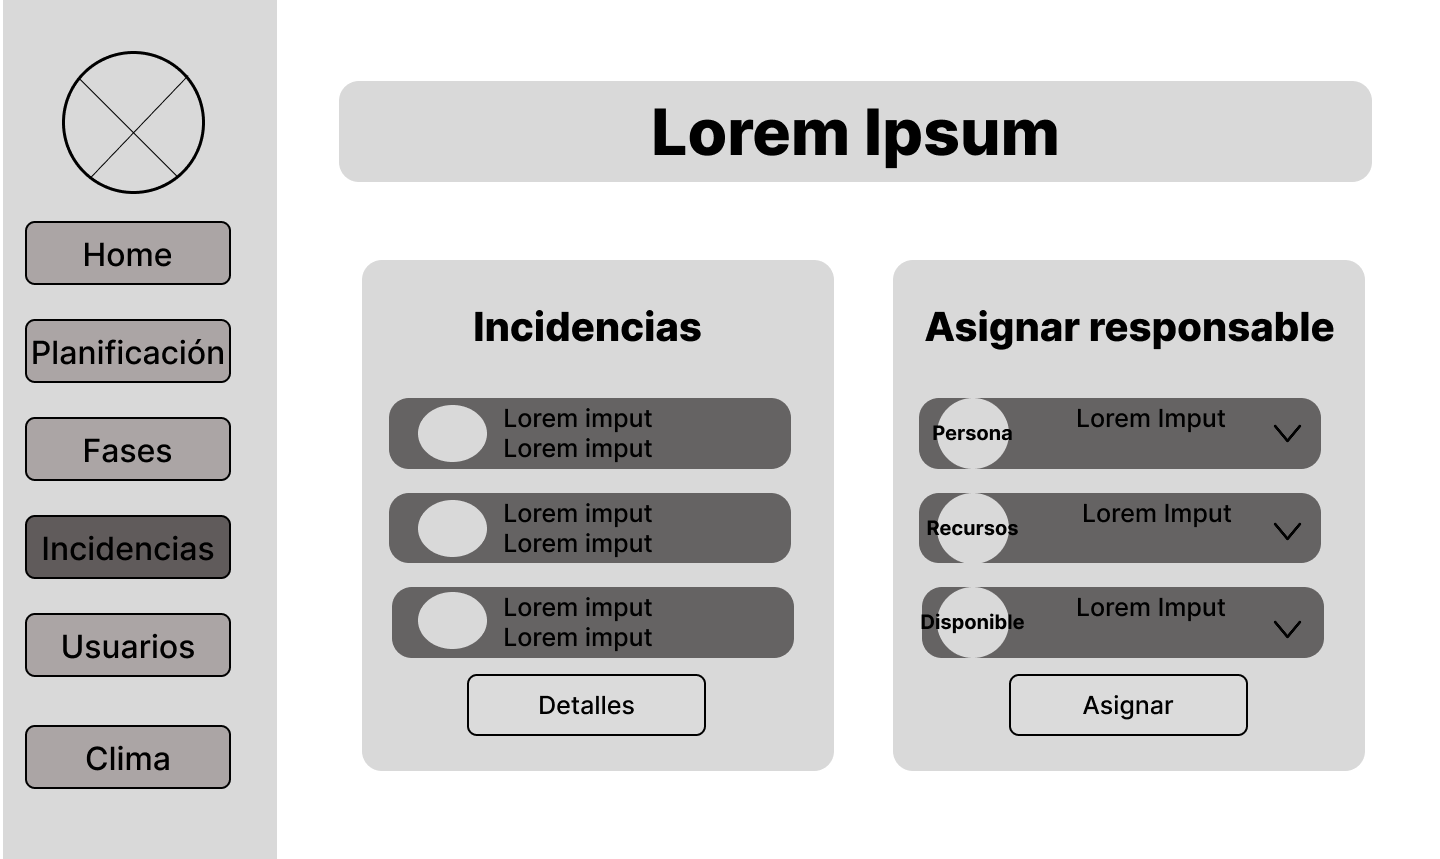 Home
Planificación
Fases
Incidencias
Usuarios
Clima
Lorem Ipsum
Incidencias
Lorem imput
Lorem imput
Lorem imput
Lorem imput
Lorem imput
Lorem imput
Detalles
Asignar responsable
Persona
Lorem Imput
Recursos
Lorem Imput
Disponible
Lorem Imput
Asignar